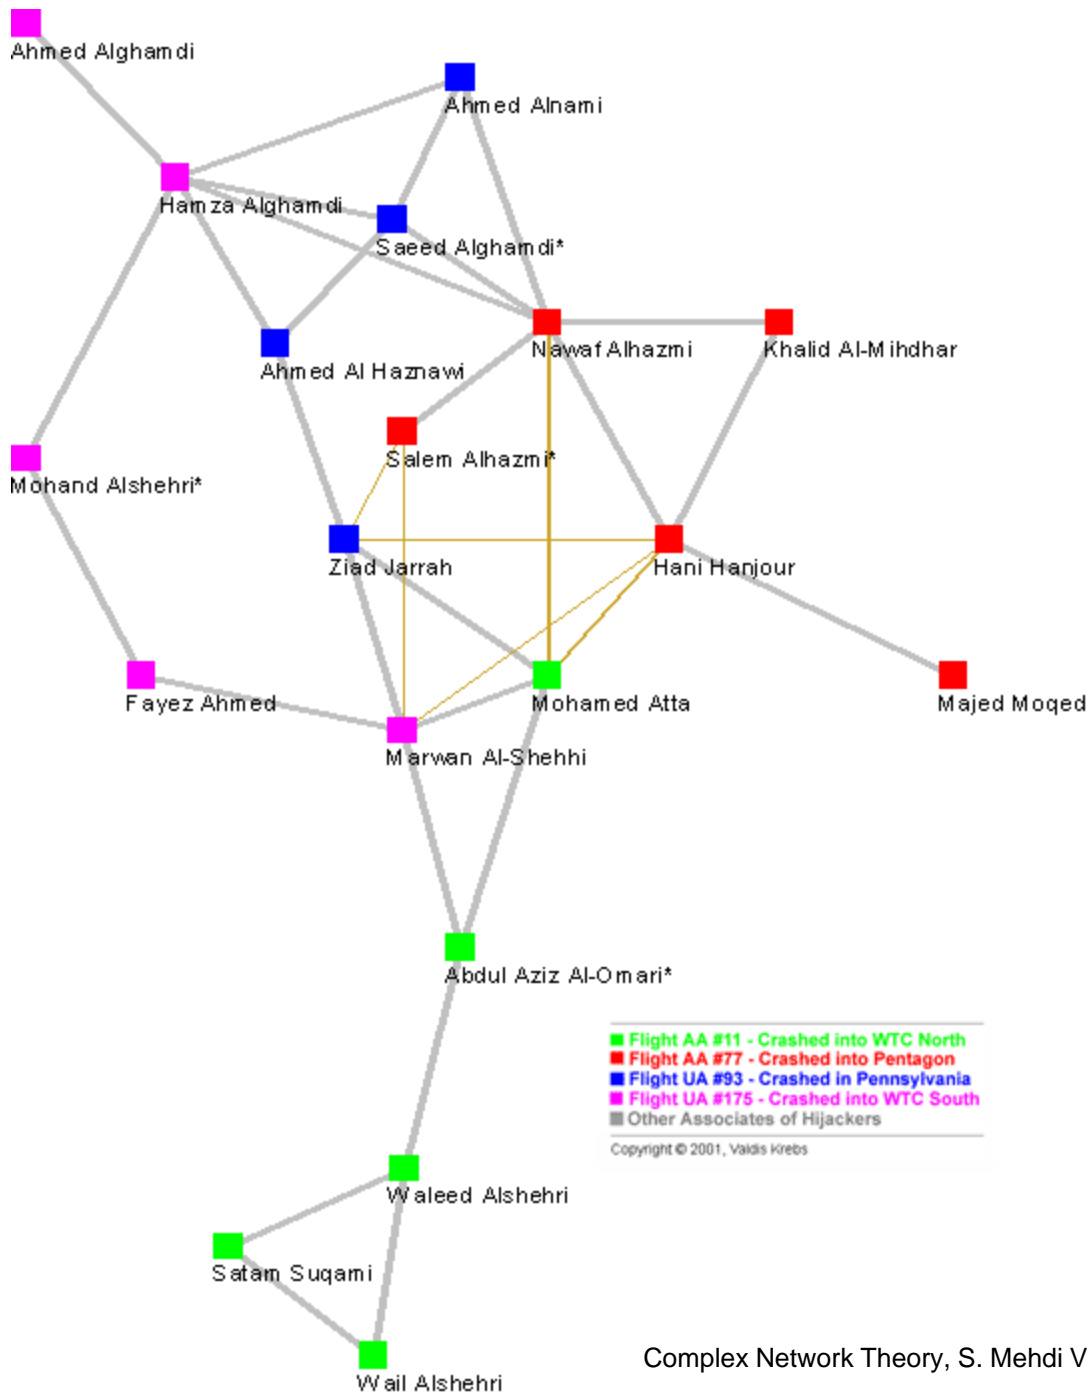 Ahmed Alghamdi
Ahmed Alnami
Hamza Alghamdi
Saeed Alghamdi*
Nawaf Alhazmi
Khalid Al-Mihdhar
Ahmed Al Haznawi
Salem Alhazmi*
Mohand Alshehri*
Ziad Jarrah
Hani Hanjour
Fayez Ahmed
Mohamed Atta
Majed Moqed
Marwan Al-Shehhi
Abdul Aziz Al-Omari*
Flight AA #11 - Crashed into WTC North
Flight AA #77 - Crashed into Pentagon
Flight UA #93 - Crashed in Pennsylvania
Flight UA #175 - Crashed into WTC South
Other Associates of Hijackers
Copyright © 2001, Valdis Krebs
Waleed Alshehri
Satam Suqami
Wail Alshehri
Complex Network Theory, S. Mehdi V